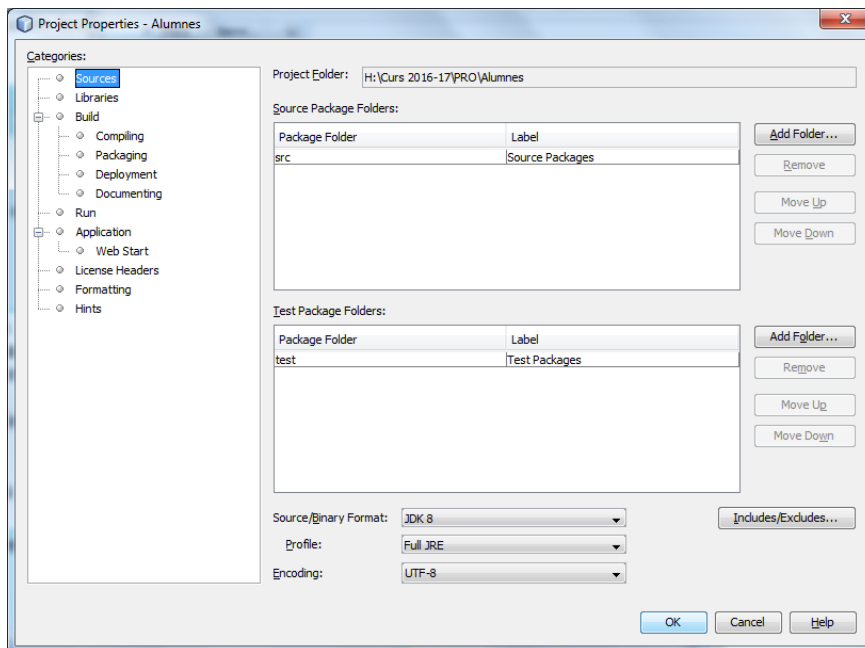 Project Properties - Alumnes
Categories:
Sources
Libraries
Build
Compiling
Packaging
Deployment
Documenting
Run
Application
Web Start
License Headers
Formatting
Hints
Project Folder: H:\Curs 2016-17\PRO\Alumnes
Source Package Folders:
Package Folder Label
src Source Packages
Add Folder...
Remove
Move Up
Move Down
Test Package Folders:
Package Folder Label
test Test Packages
Add Folder...
Remove
Move Up
Move Down
Source/Binary Format: JDK 8
Includes/Excludes...
Profile: Full JRE
Encoding: UTF-8
OK Cancel Help